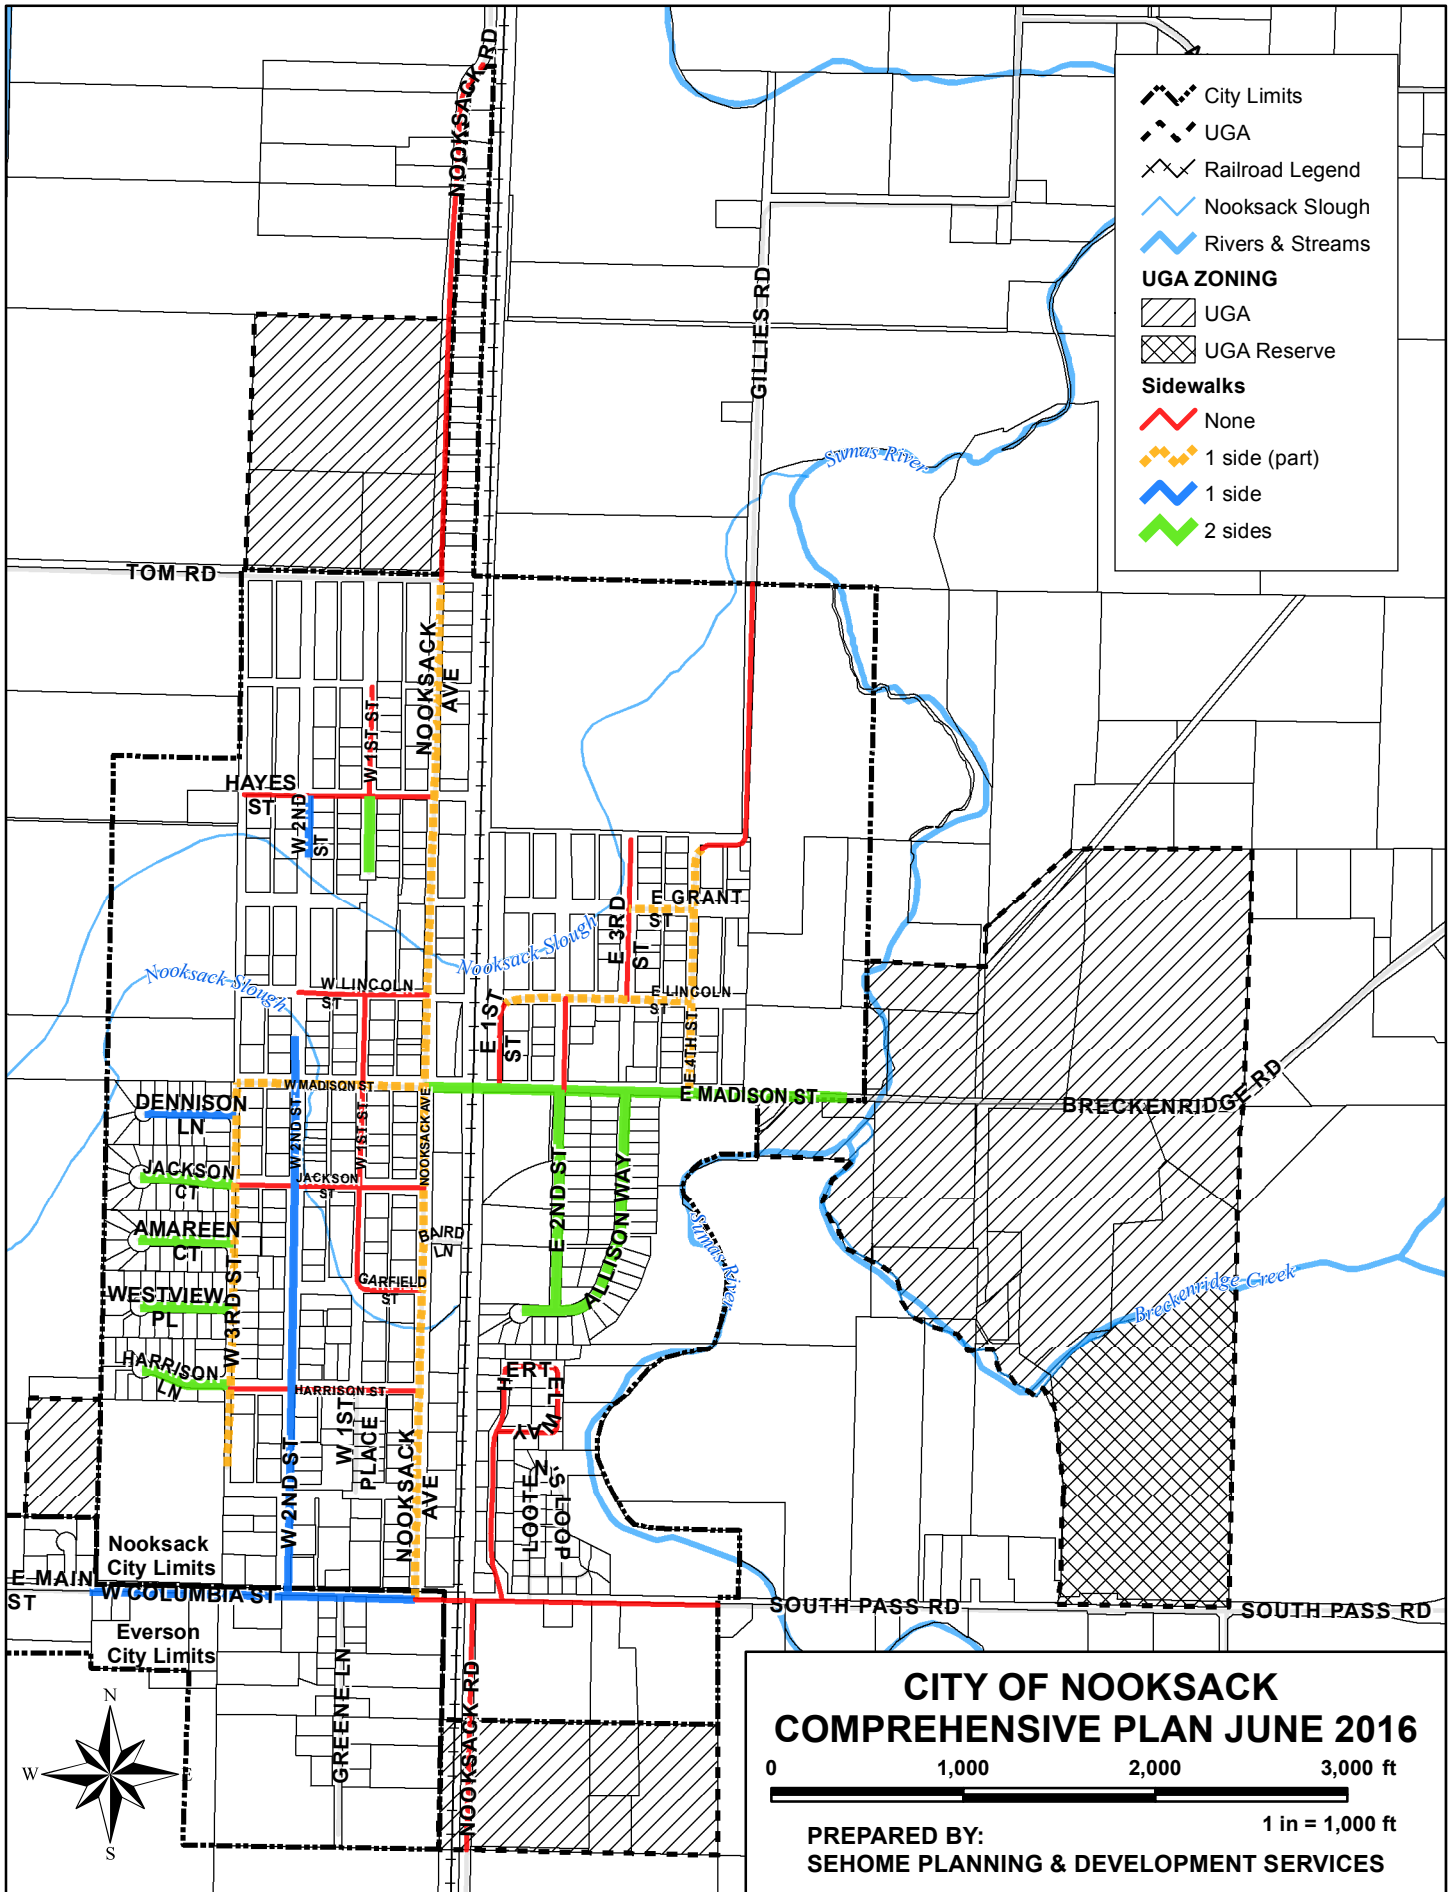 NOOKSACK RD
City Limits
UGA
Railroad Legend
Nooksack Slough
Rivers & Streams
UGA ZONING
UGA
UGA Reserve
Sidewalks
None
1 side (part)
1 side
2 sides
GILLIES RD
Sumas River
TOM RD
NOOKSACK
AVE
W 1ST ST
HAYES
ST
W 2ND
ST
E GRANT
ST
E 3RD
ST
Nooksack Slough
Nooksack Slough
W LINCOLN
ST
E LINCOLN
ST
E 1ST
ST
E 4TH ST
W MADISON ST
E MADISON ST
BRECKENRIDGE RD
DENNISON
LN
W 2ND ST
W 1ST ST
NOOKSACK AVE
JACKSON
CT
JACKSON
ST
E 2ND ST
ALLISON WAY
AMAREEN
CT
BAIRD
LN
Sumas River
W 3RD ST
GARFIELD
ST
WESTVIEW
PL
Breckenridge Creek
HARRISON
LN
HARRISON ST
HERTEL WAY
W 1ST
PLACE
NOOKSACK
AVE
W 2ND ST
LOOTEN'S LOOP
Nooksack
City Limits
E MAIN
ST
W COLUMBIA ST
SOUTH PASS RD
SOUTH PASS RD
Everson
City Limits
GREENE LN
NOOKSACK RD
N
W
E
S
CITY OF NOOKSACK
COMPREHENSIVE PLAN JUNE 2016
0 1,000 2,000 3,000 ft
1 in = 1,000 ft
PREPARED BY:
SEHOME PLANNING & DEVELOPMENT SERVICES